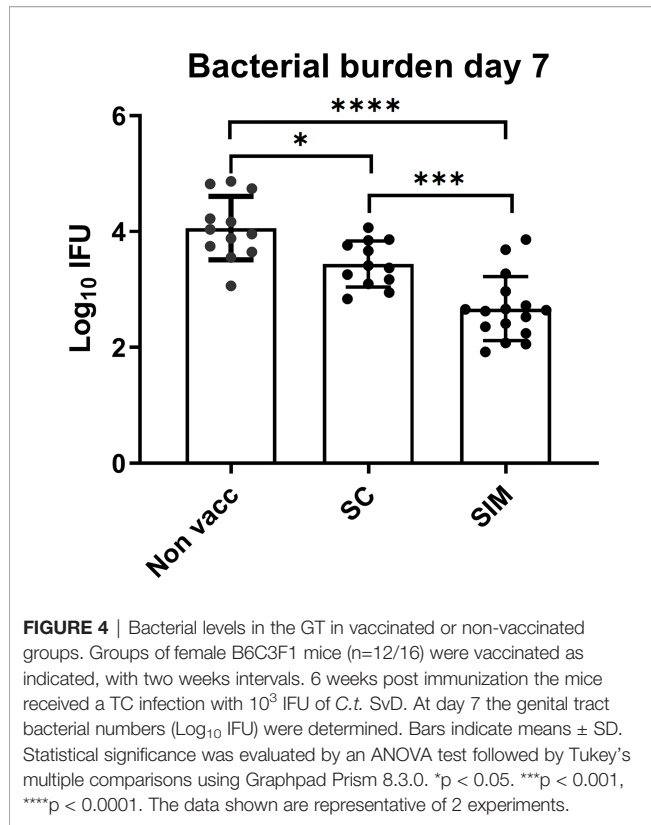 Bacterial burden day 7
****
*
***
6
4
2
0
Log₁₀ IFU
Non vacc
SC
SIM
FIGURE 4 | Bacterial levels in the GT in vaccinated or non-vaccinated
groups. Groups of female B6C3F1 mice (n=12/16) were vaccinated as
indicated, with two weeks intervals. 6 weeks post immunization the mice
received a TC infection with 10³ IFU of C.t. SvD. At day 7 the genital tract
bacterial numbers (Log₁₀ IFU) were determined. Bars indicate means ± SD.
Statistical significance was evaluated by an ANOVA test followed by Tukey's
multiple comparisons using Graphpad Prism 8.3.0. *p < 0.05. ***p < 0.001,
****p < 0.0001. The data shown are representative of 2 experiments.